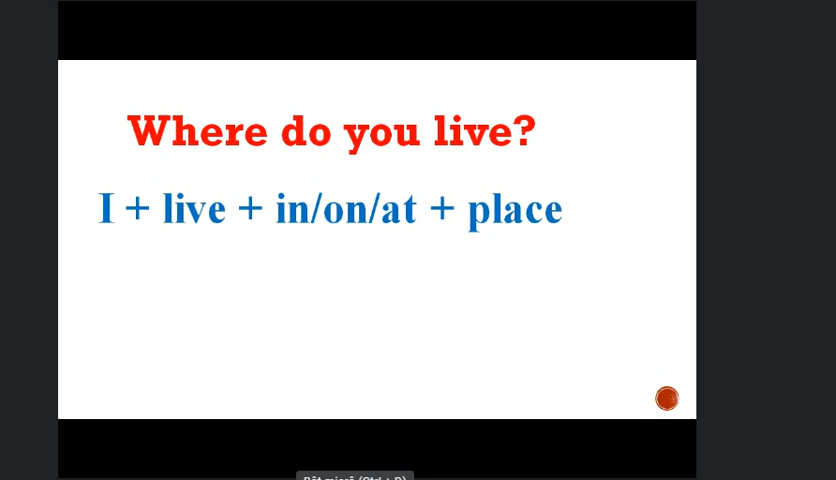 Where do you live?
I + live + in/on/at + place